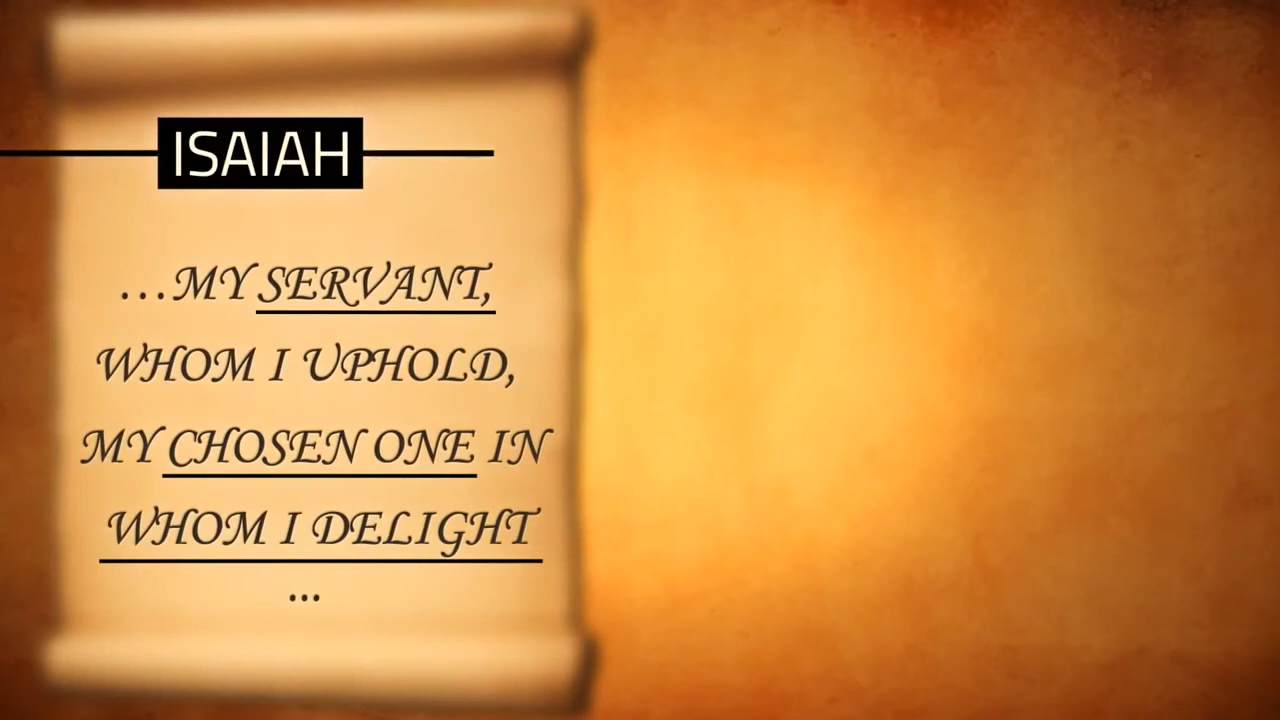 ISAIAH
...MY SERVANT,
WHOM I UPHOLD,
MY CHOSEN ONE IN
WHOM I DELIGHT
...